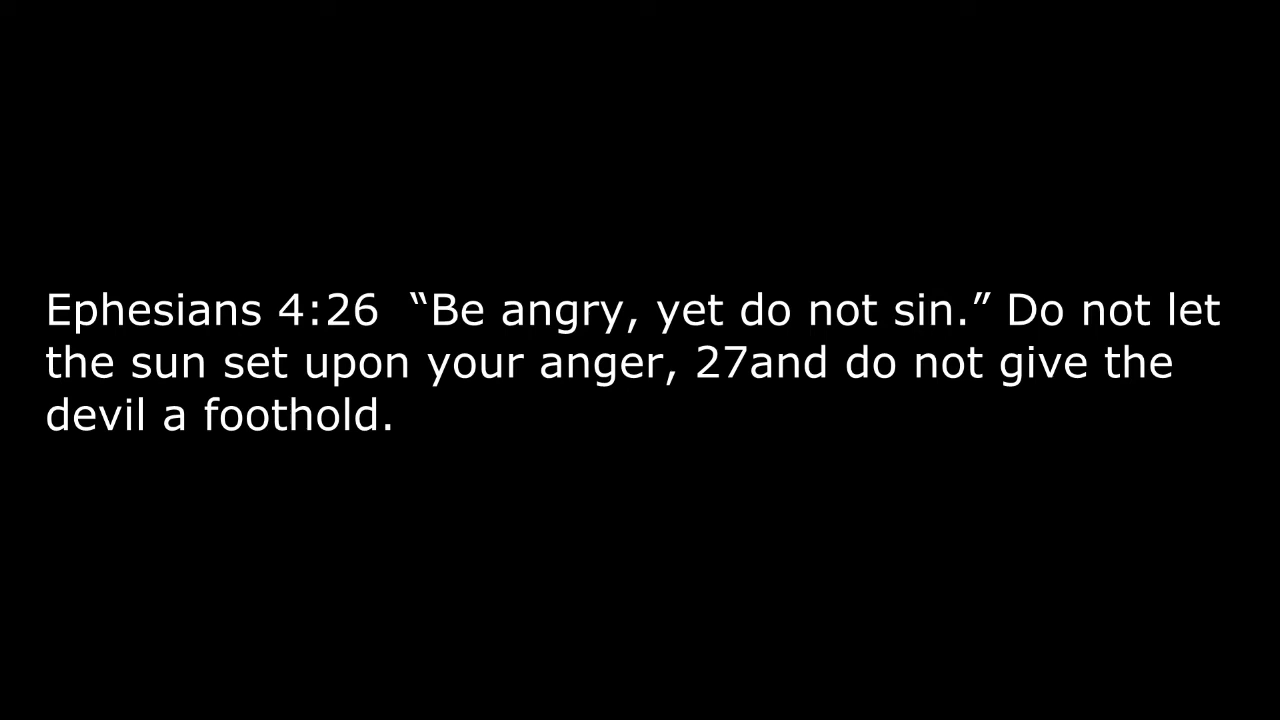 Ephesians 4:26  “Be angry, yet do not sin.” Do not let
the sun set upon your anger, 27and do not give the
devil a foothold.